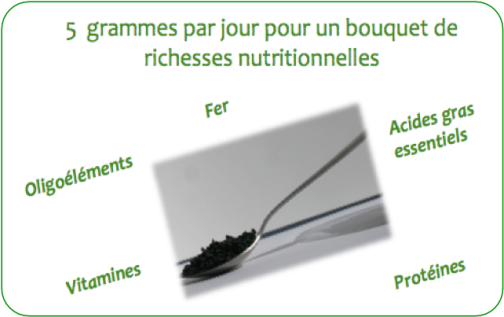 5 grammes par jour pour un bouquet de
richesses nutritionnelles
Fer
Acides gras
essentiels
Oligoéléments
Vitamines
Protéines